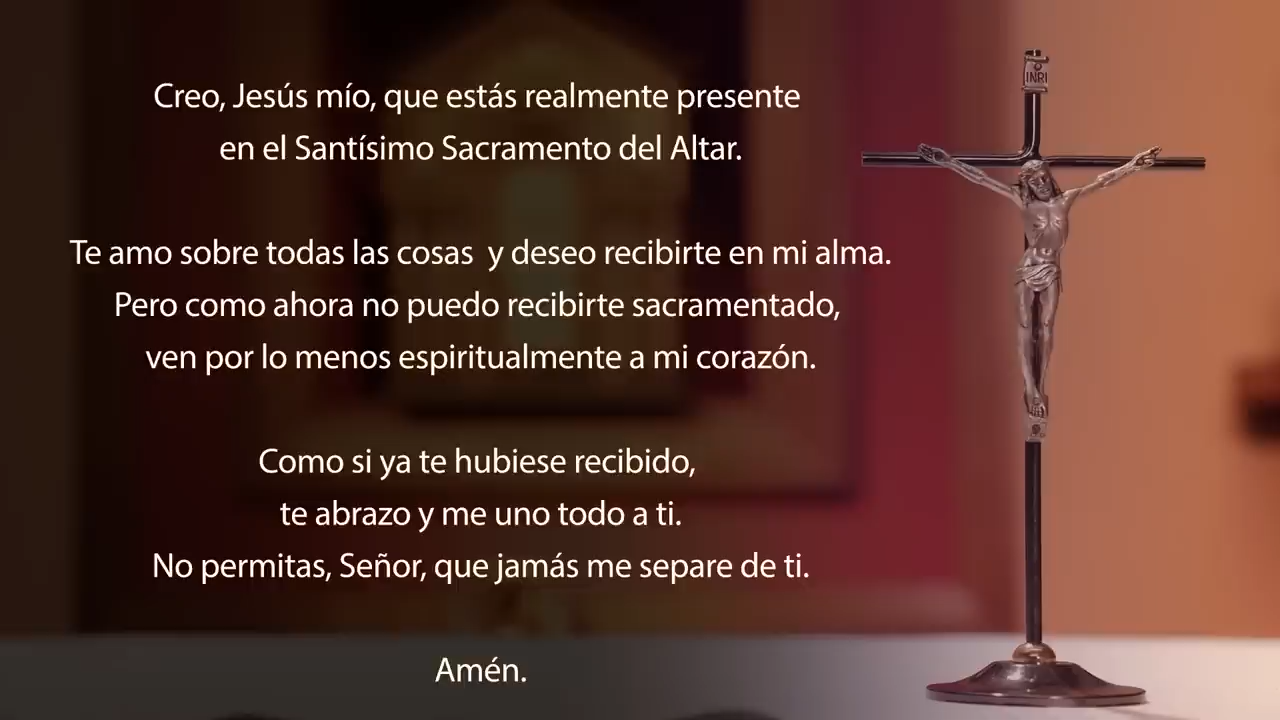 INRI
Creo, Jesús mío, que estás realmente presente
en el Santísimo Sacramento del Altar.
Te amo sobre todas las cosas y deseo recibirte en mi alma.
Pero como ahora no puedo recibirte sacramentado,
ven por lo menos espiritualmente a mi corazón.
Como si ya te hubiese recibido,
te abrazo y me uno todo a ti.
No permitas, Señor, que jamás me separe de ti.
Amén.